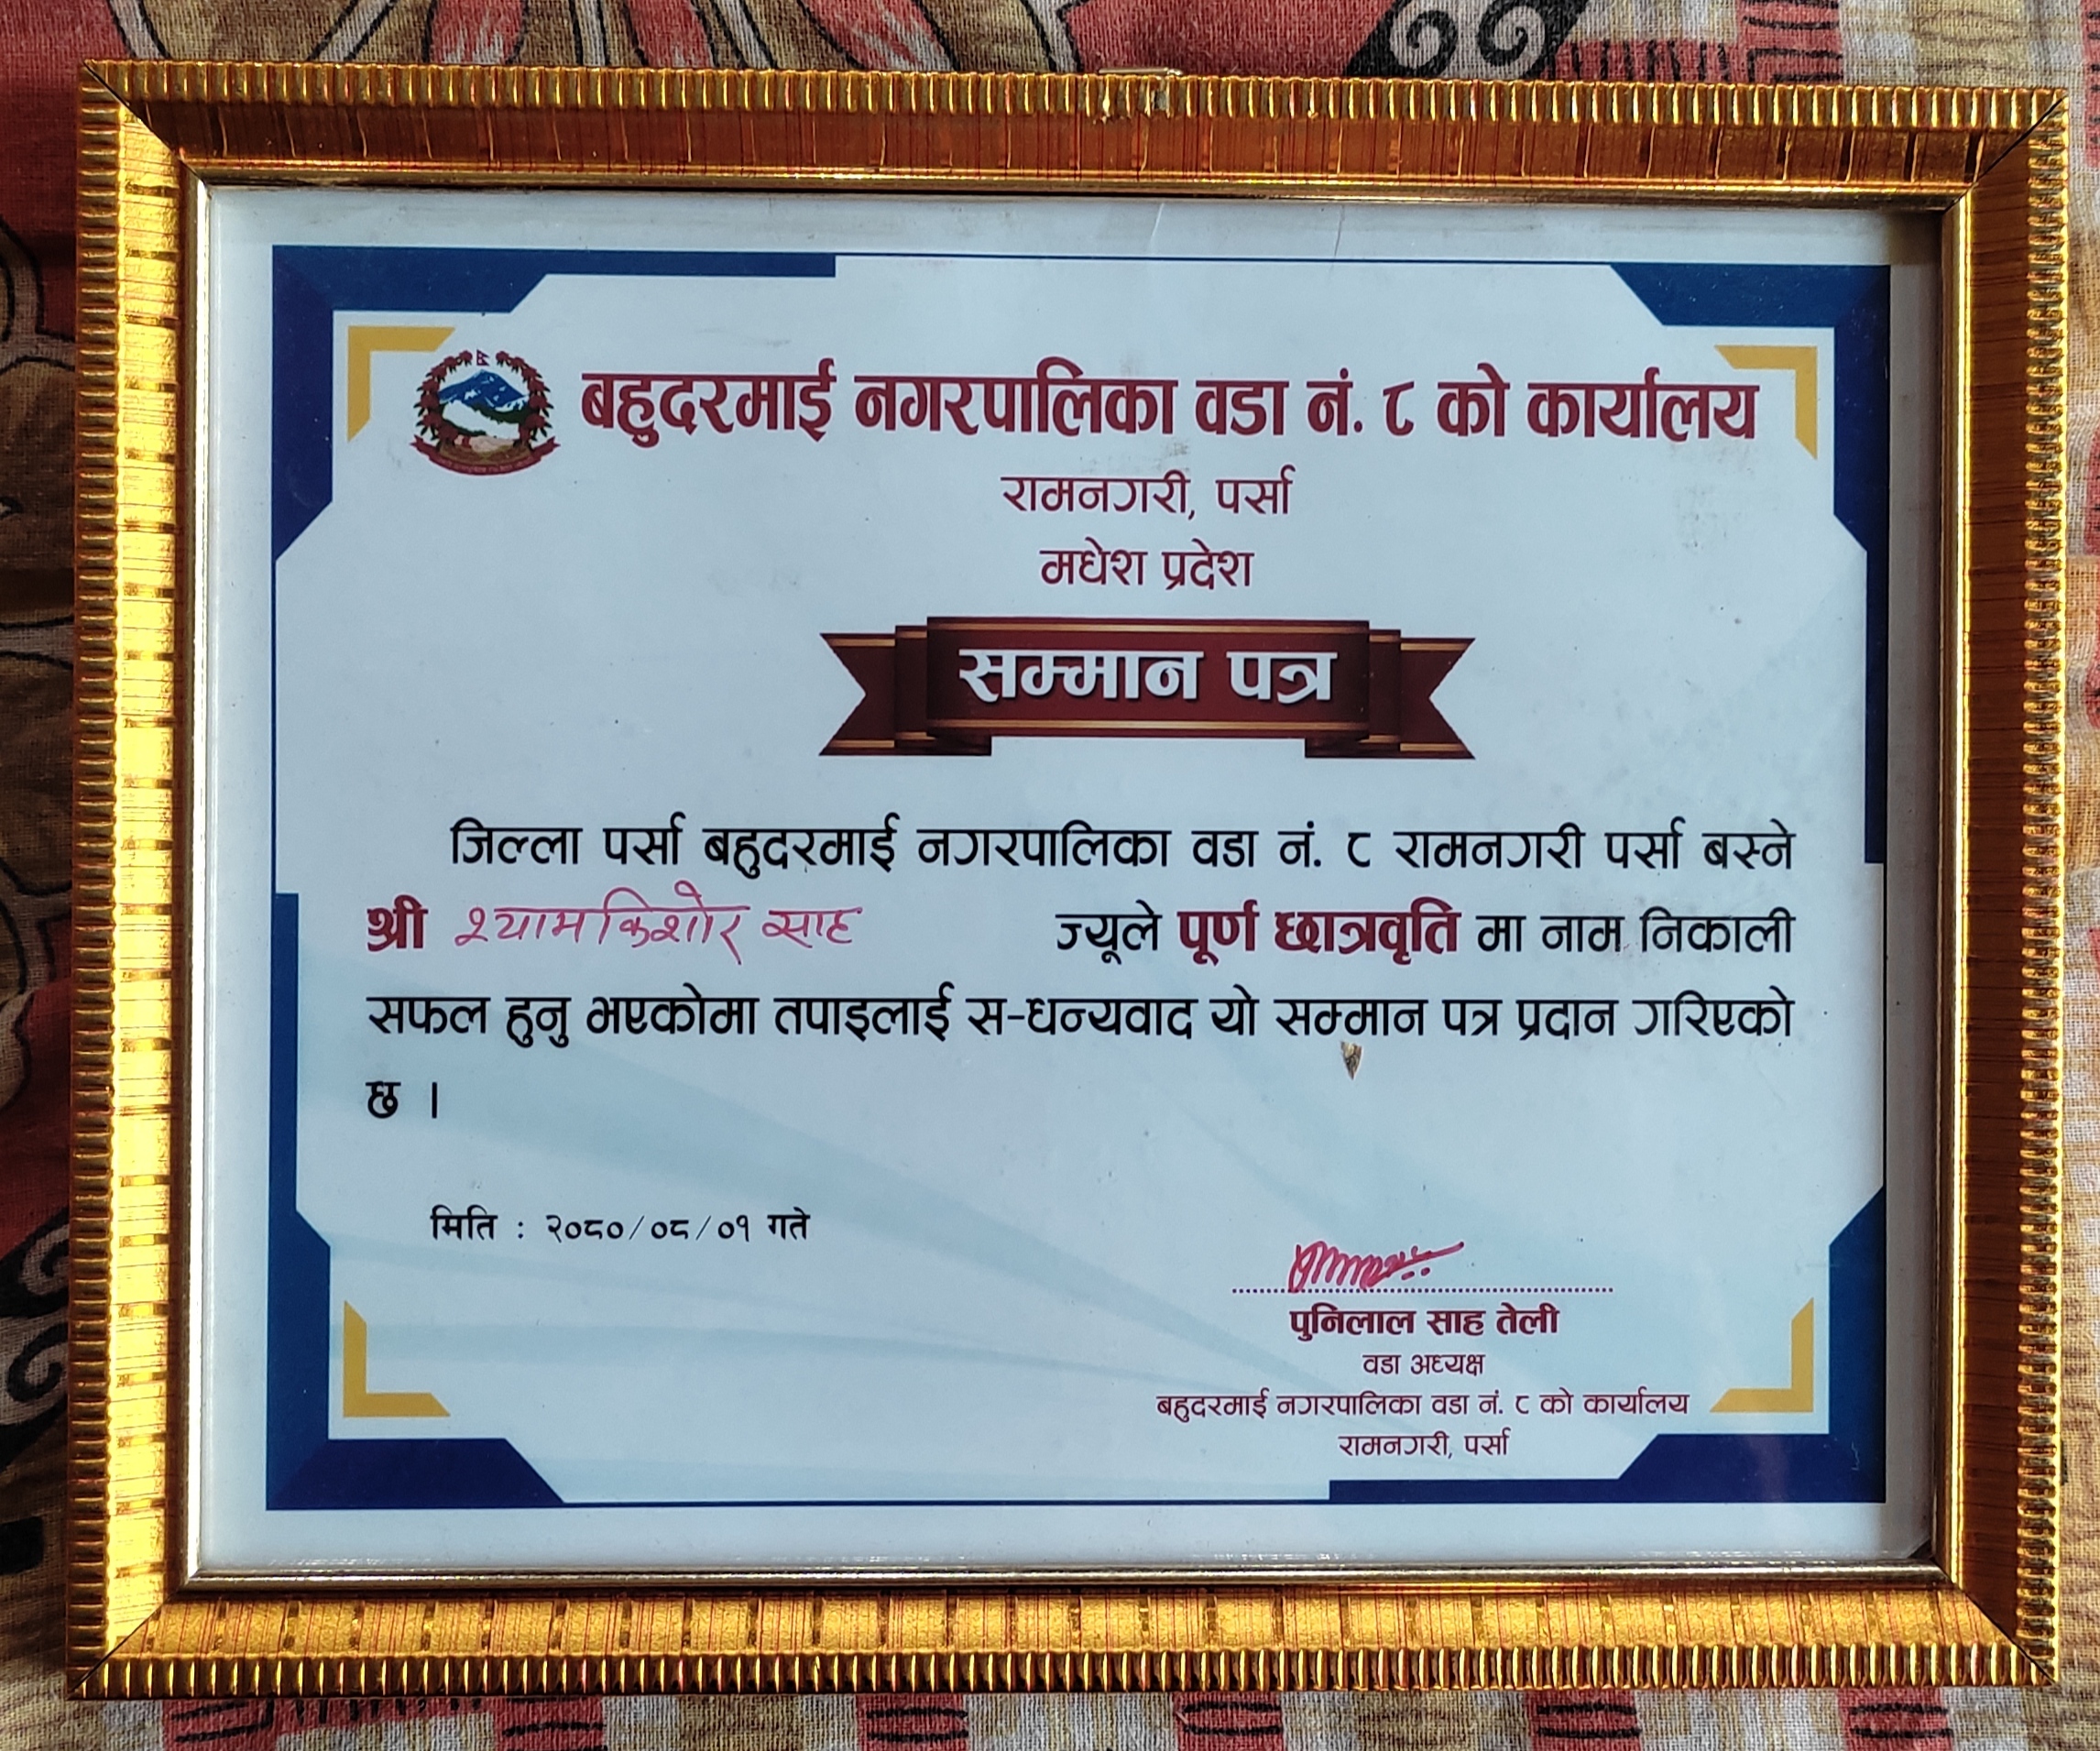 बहुदरमाई नगरपालिका वडा नं. ८ को कार्यालय
रामनगरी, पर्सा
मधेश प्रदेश
सम्मान पत्र
जिल्ला पर्सा बहुदरमाई नगरपालिका वडा नं. ८ रामनगरी पर्सा बस्ने
श्री श्यामकिशोर साह ज्यूले पूर्ण छात्रवृति मा नाम निकाली
सफल हुनु भएकोमा तपाइलाई स-धन्यवाद यो सम्मान पत्र प्रदान गरिएको
छ ।
मिति : २०८०/०८/०१ गते
पुनिलाल साह तेली
वडा अध्यक्ष
बहुदरमाई नगरपालिका वडा नं. ८ को कार्यालय
रामनगरी, पर्सा